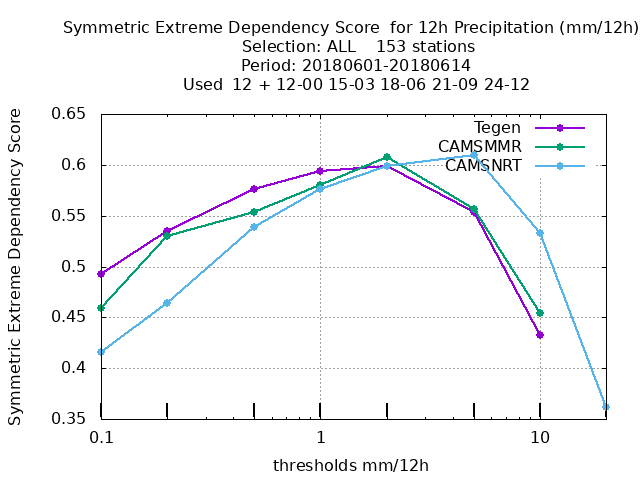 Symmetric Extreme Dependency Score  for 12h Precipitation (mm/12h)
Selection: ALL    153 stations
Period: 20180601-20180614
Used  12 + 12-00 15-03 18-06 21-09 24-12
Symmetric Extreme Dependency Score
0.65
0.6
0.55
0.5
0.45
0.4
0.35
Tegen
CAMSMMR
CAMSNRT
0.1
1
10
thresholds mm/12h